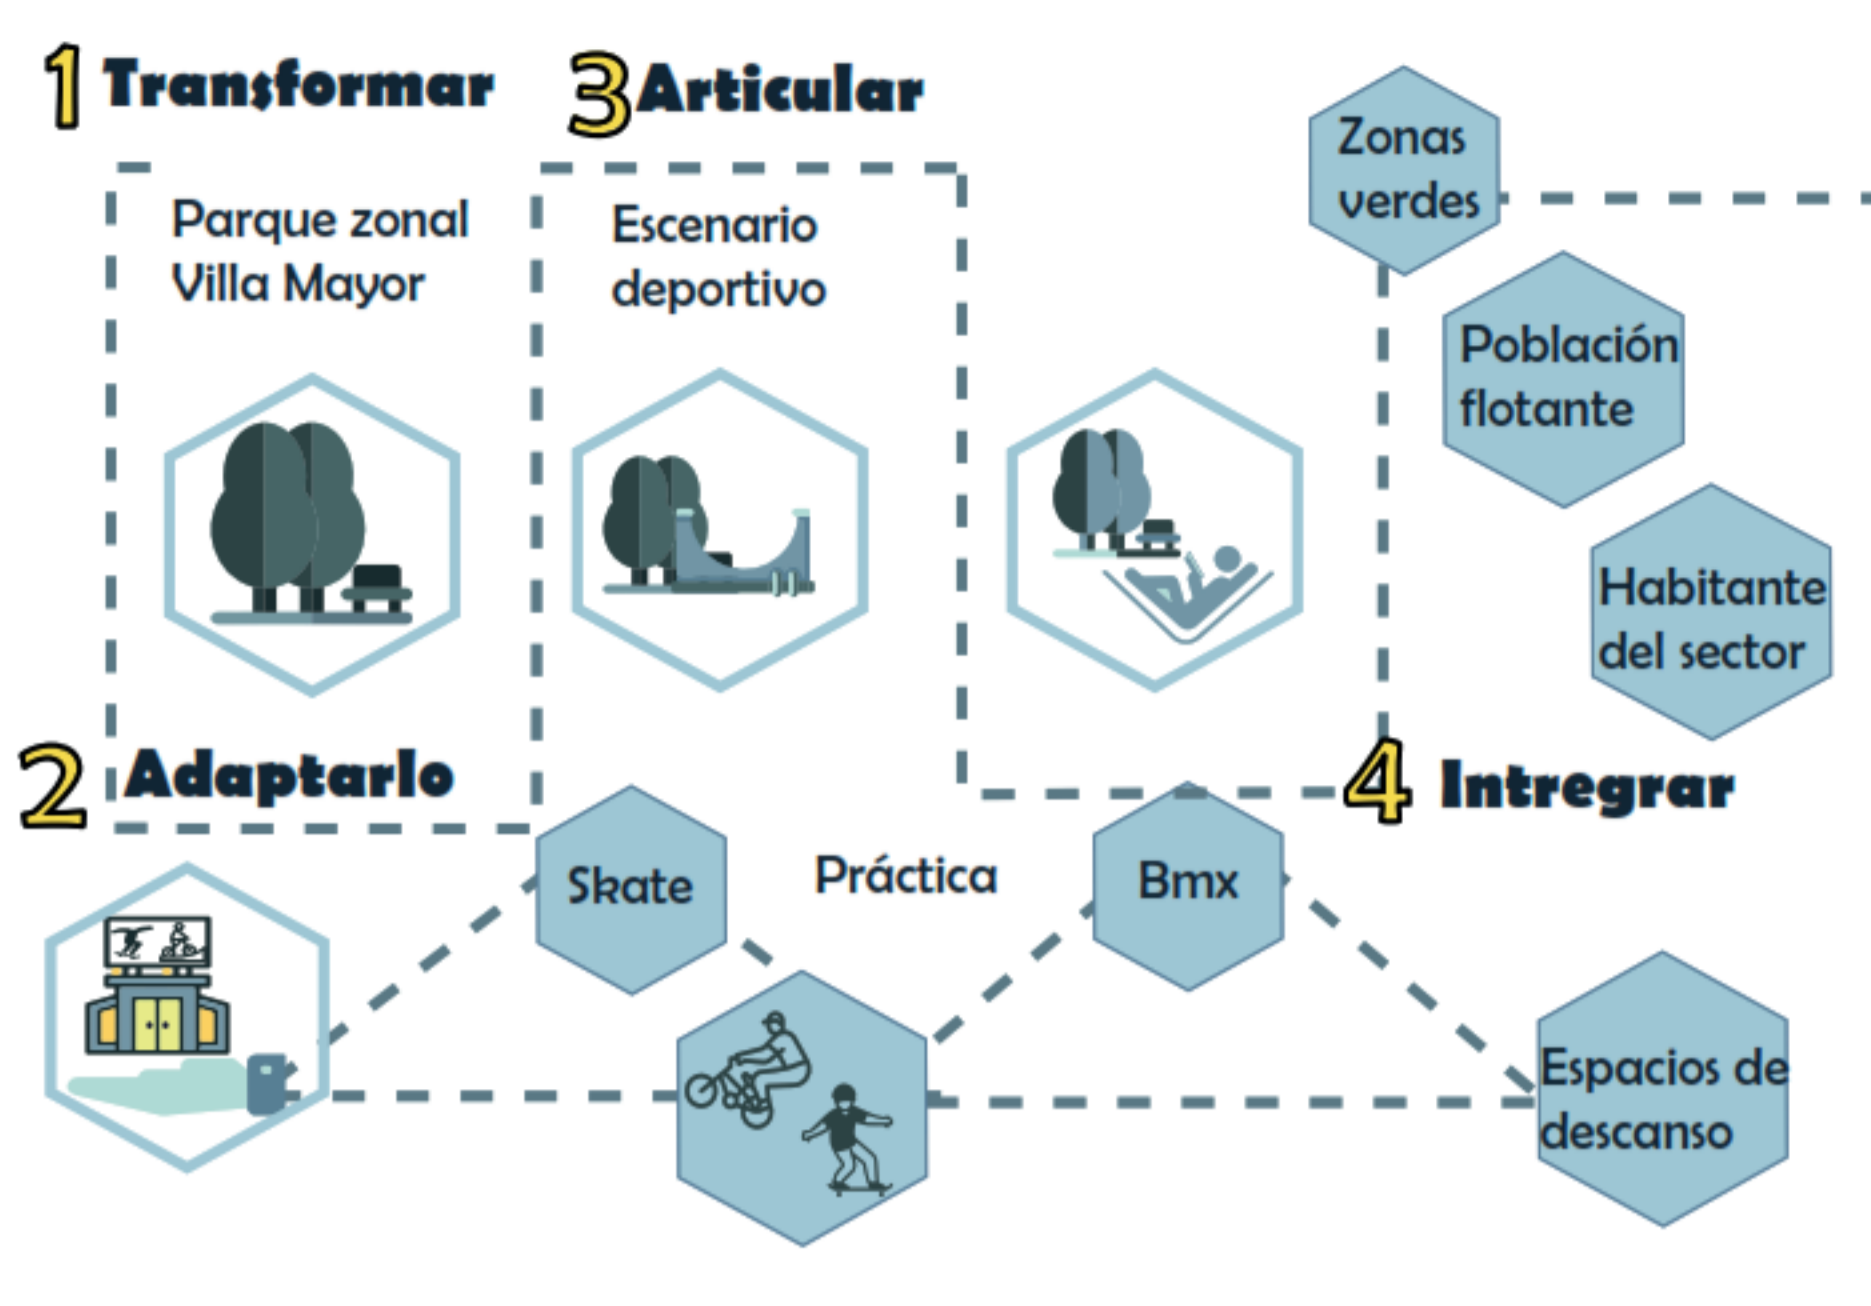 1 Transformar
Parque zonal
Villa Mayor
2 Adaptarlo
3 Articular
Escenario
deportivo
Skate
Práctica
Bmx
Zonas
verdes
Población
flotante
Habitante
del sector
4 Intregrar
Espacios de
descanso